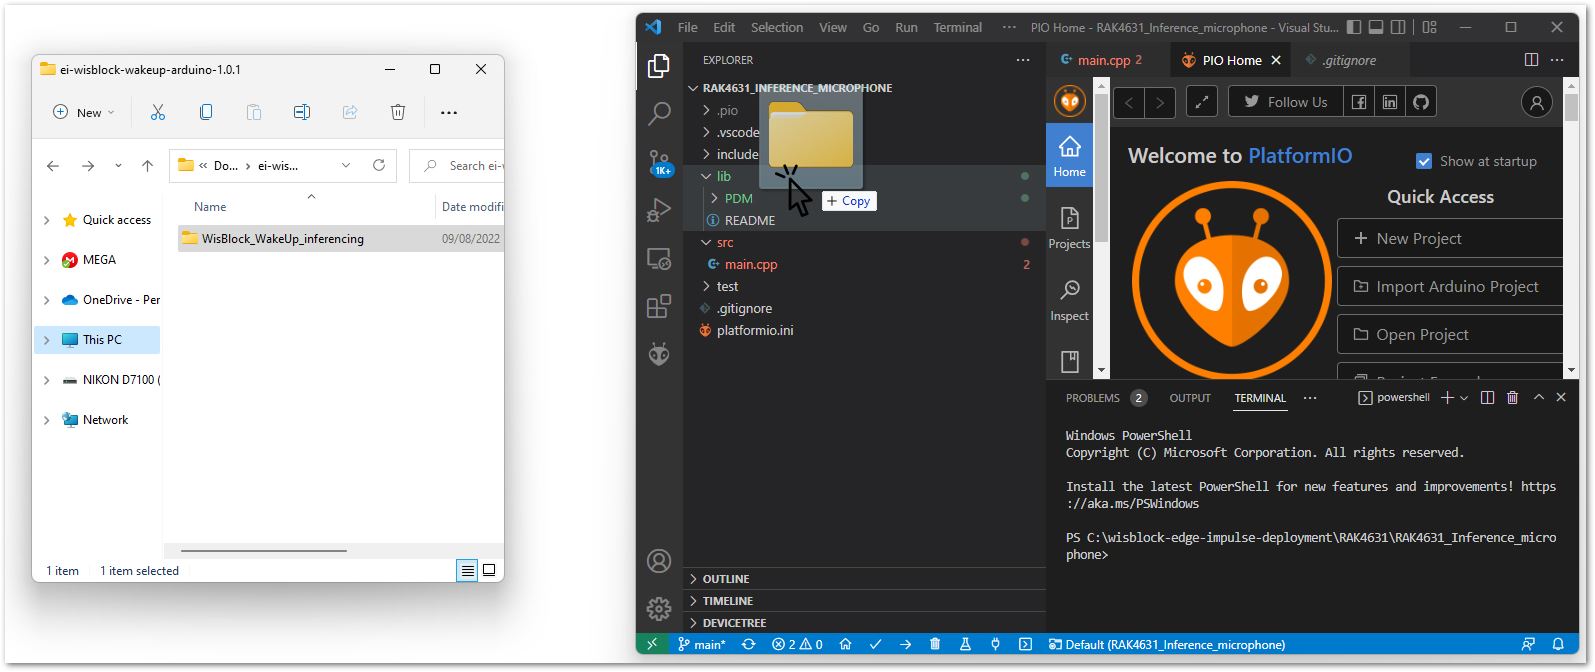 ei-wisblock-wakeup-arduino-1.0.1
New
« Do... › ei-wis...
Search ei-v
Name
Date modifi
Quick access
WisBlock_WakeUp_inferencing
09/08/2022
MEGA
OneDrive - Per
This PC
NIKON D7100 (
Network
1 item
1 item selected
File Edit Selection View Go Run Terminal ··· PIO Home - RAK4631_Inference_microphone - Visual Stu...
EXPLORER
RAK4631_INFERENCE_MICROPHONE
.pio
.vscode
include
lib
PDM
README
src
main.cpp 2
test
.gitignore
platformio.ini
OUTLINE
TIMELINE
DEVICETREE
1K+
+ Copy
main.cpp 2
PIO Home
.gitignore
Follow Us
Home
Projects
Inspect
Welcome to PlatformIO
Show at startup
Quick Access
New Project
Import Arduino Project
Open Project
PROBLEMS 2 OUTPUT TERMINAL ··· powershell
Windows PowerShell
Copyright (C) Microsoft Corporation. All rights reserved.
Install the latest PowerShell for new features and improvements! https
://aka.ms/PSWindows
PS C:\wisblock-edge-impulse-deployment\RAK4631\RAK4631_Inference_micro
phone>
main* 2 0 Default (RAK4631_Inference_microphone)